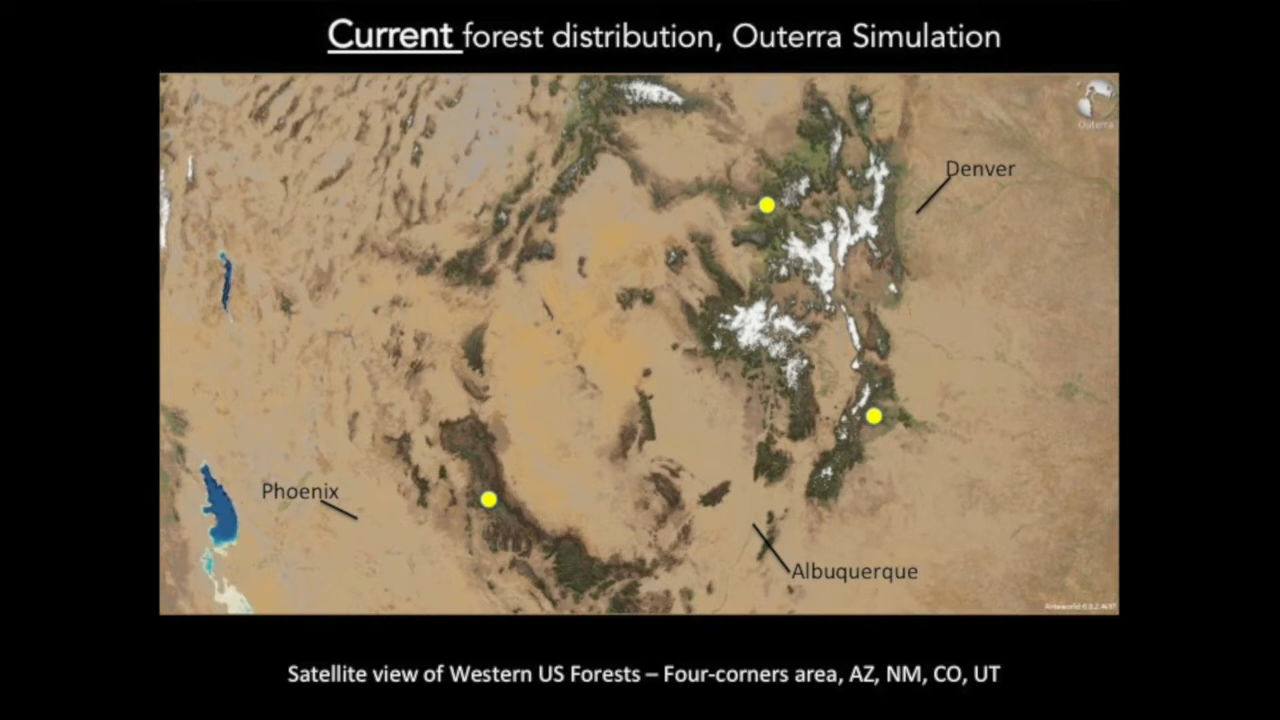 Current forest distribution, Outerra Simulation
Outerra
Denver
Phoenix
Albuquerque
Satellite view of Western US Forests – Four-corners area, AZ, NM, CO, UT